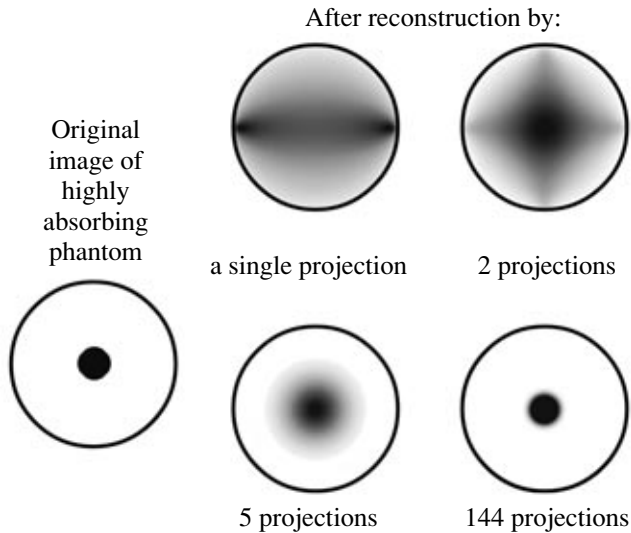 After reconstruction by:
Original
image of
highly
absorbing
phantom
a single projection
2 projections
5 projections
144 projections